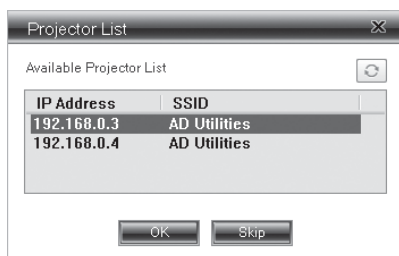 Projector List
Available Projector List
IP Address SSID
192.168.0.3 AD Utilities
192.168.0.4 AD Utilities
OK Skip